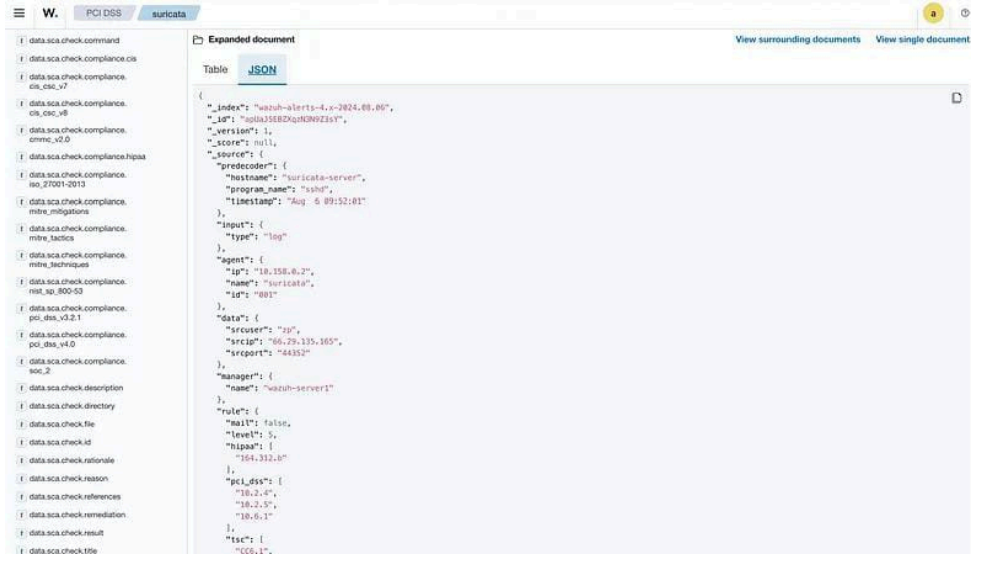 W. PCI DSS suricata a
data.sca.check.command
data.sca.check.compliance.cis
data.sca.check.compliance.
cis_csc_v7
data.sca.check.compliance.
cis_csc_v8
data.sca.check.compliance.
cmmc_v2.0
data.sca.check.compliance.hipaa
data.sca.check.compliance.
iso_27001-2013
data.sca.check.compliance.
mitre_mitigations
data.sca.check.compliance.
mitre_tactics
data.sca.check.compliance.
mitre_techniques
data.sca.check.compliance.
nist_sp_800-53
data.sca.check.compliance.
pci_dss_v3.2.1
data.sca.check.compliance.
pci_dss_v4.0
data.sca.check.compliance.
soc_2
data.sca.check.description
data.sca.check.directory
data.sca.check.file
data.sca.check.id
data.sca.check.rationale
data.sca.check.reason
data.sca.check.references
data.sca.check.remediation
data.sca.check.result
data.sca.check.title
Expanded document View surrounding documents View single document
Table JSON
{
"_index": "wazuh-alerts-4.x-2024.08.06",
"_id":
"_version": 1,
"_score": null,
"_source": {
"predecoder": {
"hostname": "suricata-server",
"program_name": "sshd",
"timestamp": "Aug  6 09:52:01"
},
"input": {
"type": "log"
},
"agent": {
"ip": "10.158.0.2",
"name": "suricata",
"id": "001"
},
"data": {
"srcuser": "zp",
"srcip": "66.29.135.165",
"srcport": "44352"
},
"manager": {
"name": "wazuh-server1"
},
"rule": {
"mail": false,
"level": 5,
"hipaa": [
"164.312.b"
],
"pci_dss": [
"10.2.4",
"10.2.5",
"10.6.1"
],
"tsc": [
"CC6.1",